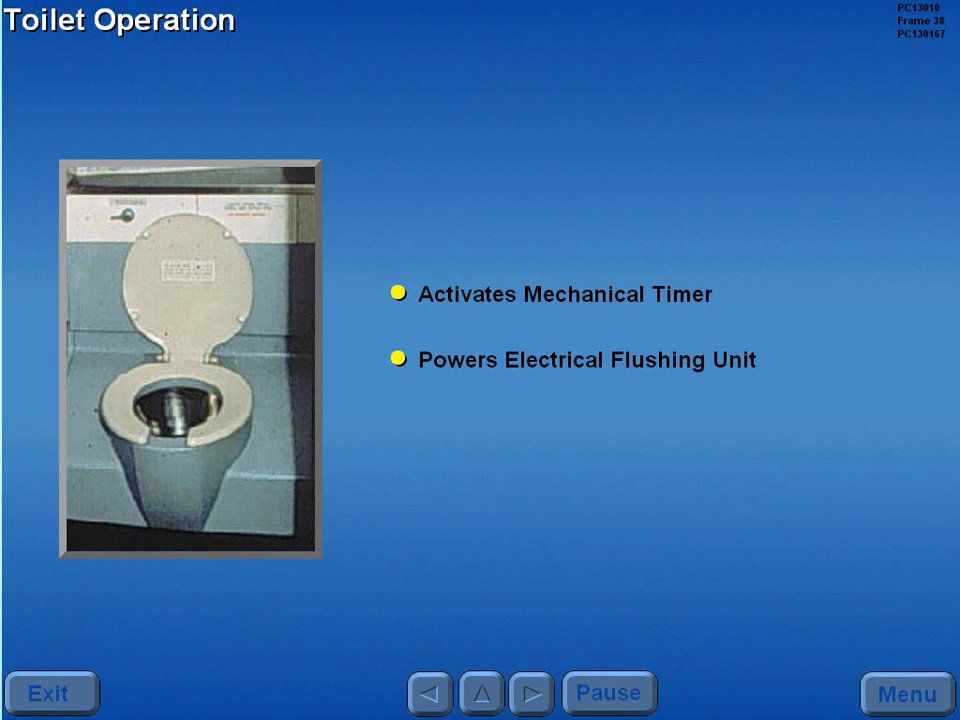 Toilet Operation
PC13010
Frame 38
PC130167
Activates Mechanical Timer
Powers Electrical Flushing Unit
Exit
Pause
Menu